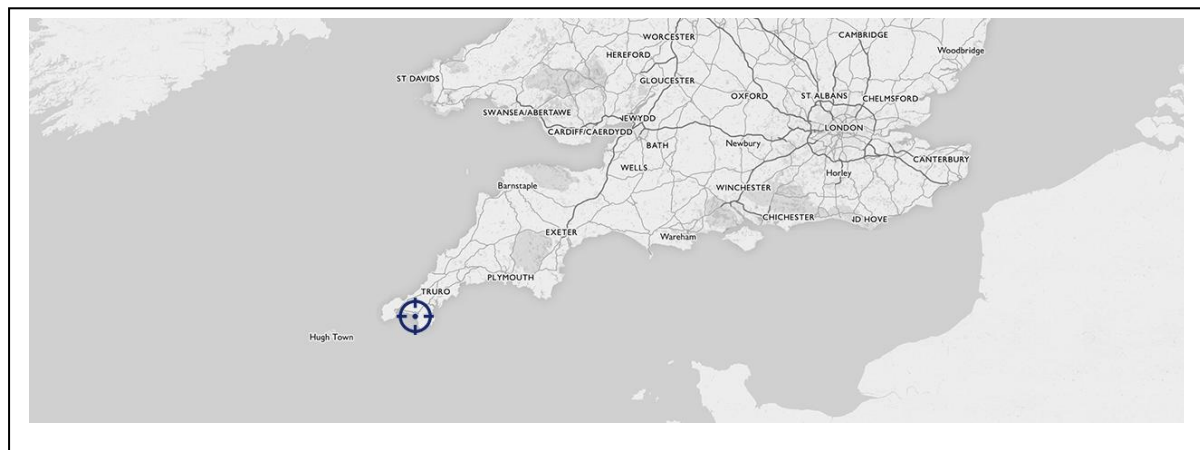 CAMBRIDGE
WORCESTER
Woodbridge
HEREFORD
ST DAVIDS
GLOUCESTER
OXFORD
ST ALBANS
CHELMSFORD
SWANSEA/ABERTAWE
NEWYDD
CARDIFF/CAERDYDD
LONDON
BATH
Newbury
CANTERBURY
WELLS
Horley
Barnstaple
WINCHESTER
CHICHESTER
ND HOVE
EXETER
Wareham
PLYMOUTH
TRURO
Hugh Town